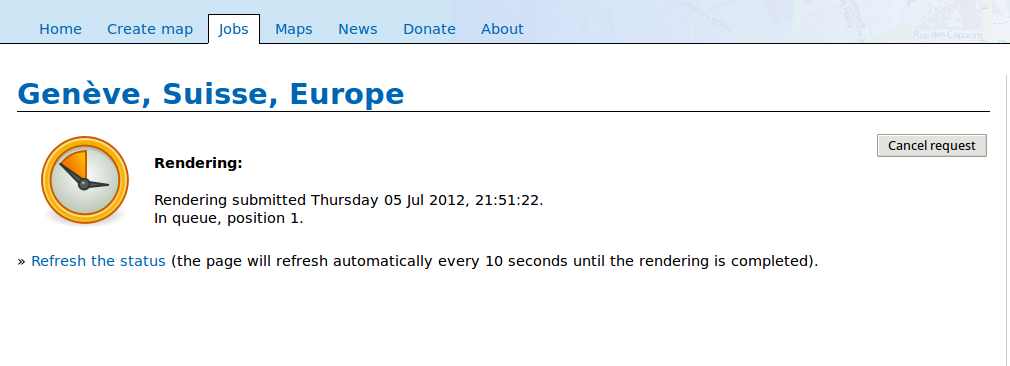 Home Create map Jobs Maps News Donate About
Rue des Capucins
Genève, Suisse, Europe
Cancel request
Rendering:
Rendering submitted Thursday 05 Jul 2012, 21:51:22.
In queue, position 1.
» Refresh the status (the page will refresh automatically every 10 seconds until the rendering is completed).